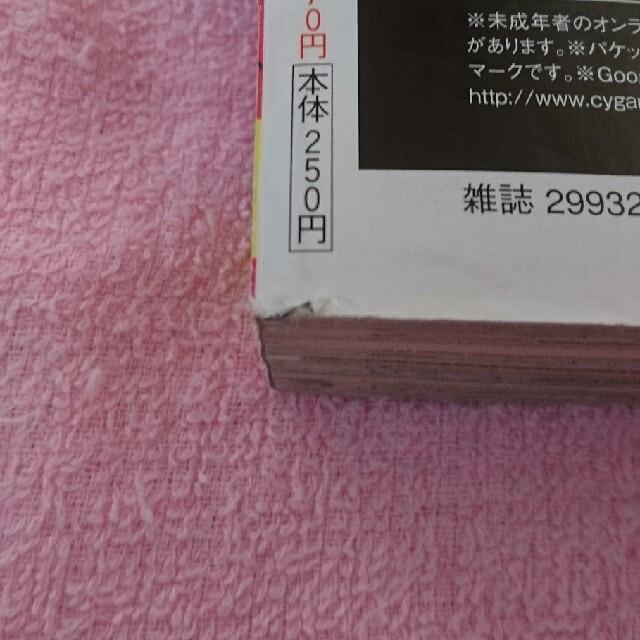 70円
本体250円
※未成年者のオンラ
があります。※パケッ
マークです。※Goo
http://www.cyga
雑誌 29932